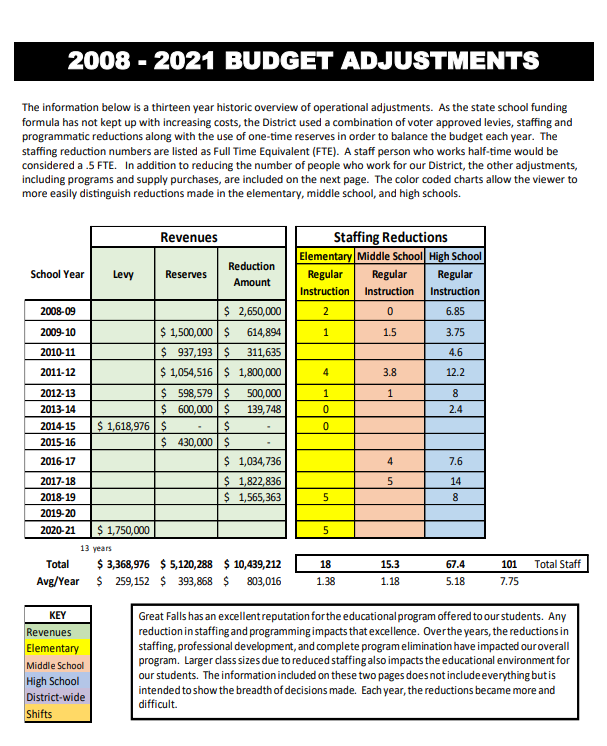 2008 - 2021 BUDGET ADJUSTMENTS
The information below is a thirteen year historic overview of operational adjustments. As the state school funding
formula has not kept up with increasing costs, the District used a combination of voter approved levies, staffing and
programmatic reductions along with the use of one-time reserves in order to balance the budget each year. The
staffing reduction numbers are listed as Full Time Equivalent (FTE). A staff person who works half-time would be
considered a .5 FTE. In addition to reducing the number of people who work for our District, the other adjustments,
including programs and supply purchases, are included on the next page. The color coded charts allow the viewer to
more easily distinguish reductions made in the elementary, middle school, and high schools.
Revenues Staffing Reductions
Elementary Middle School High School
School Year Levy Reserves Reduction Amount Regular Instruction Regular Instruction Regular Instruction
2008-09 $ 2,650,000 2 0 6.85
2009-10 $ 1,500,000 $ 614,894 1 1.5 3.75
2010-11 $ 937,193 $ 311,635 4.6
2011-12 $ 1,054,516 $ 1,800,000 4 3.8 12.2
2012-13 $ 598,579 $ 500,000 1 1 8
2013-14 $ 600,000 $ 139,748 0 2.4
2014-15 $ 1,618,976 $ - $ - 0
2015-16 $ 430,000 $ -
2016-17 $ 1,034,736 4 7.6
2017-18 $ 1,822,836 5 14
2018-19 $ 1,565,363 5 8
2019-20
2020-21 $ 1,750,000 5
13 years
Total $ 3,368,976 $ 5,120,288 $ 10,439,212 18 15.3 67.4 101 Total Staff
Avg/Year $ 259,152 $ 393,868 $ 803,016 1.38 1.18 5.18 7.75
KEY
Revenues
Elementary
Middle School
High School
District-wide
Shifts
Great Falls has an excellent reputation for the educational program offered to our students. Any
reduction in staffing and programming impacts that excellence. Over the years, the reductions in
staffing, professional development, and complete program elimination have impacted our overall
program. Larger class sizes due to reduced staffing also impacts the educational environment for
our students. The information included on these two pages does not include everything but is
intended to show the breadth of decisions made. Each year, the reductions became more and
difficult.